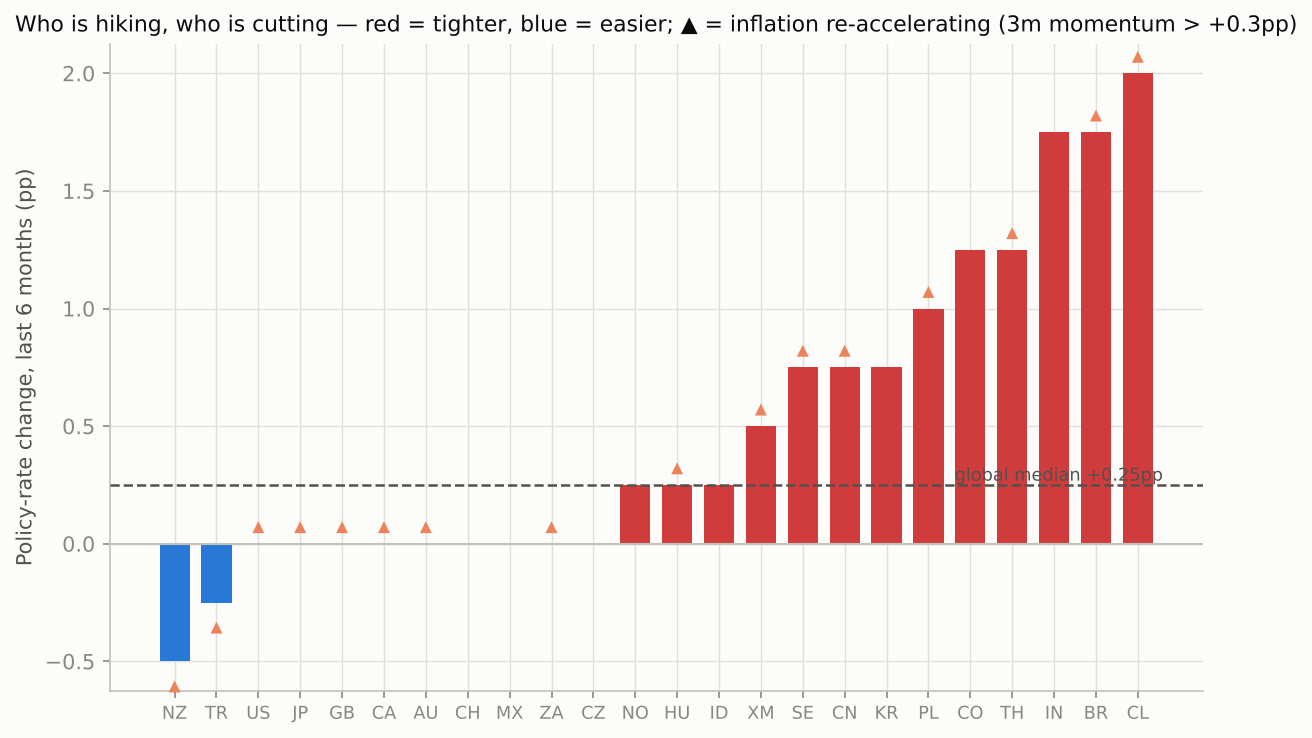 Who is hiking, who is cutting — red = tighter, blue = easier; ▲ = inflation re-accelerating (3m momentum > +0.3pp)
Policy-rate change, last 6 months (pp)
2.0
1.5
1.0
0.5
0.0
−0.5
global median +0.25pp
NZ TR US JP GB CA AU CH MX ZA CZ NO HU ID XM SE CN KR PL CO TH IN BR CL